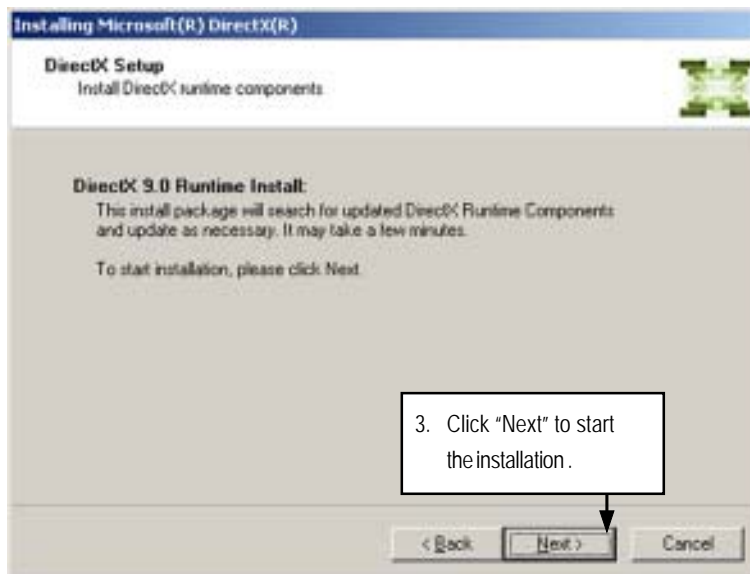 Installing Microsoft(R) DirectX(R)
DirectX Setup
Install DirectX runtime components
DirectX 9.0 Runtime Install:
This install package will search for updated DirectX Runtime Components
and update as necessary. It may take a few minutes.
To start installation, please click Next.
3. Click “Next” to start
the installation .
< Back
Next >
Cancel